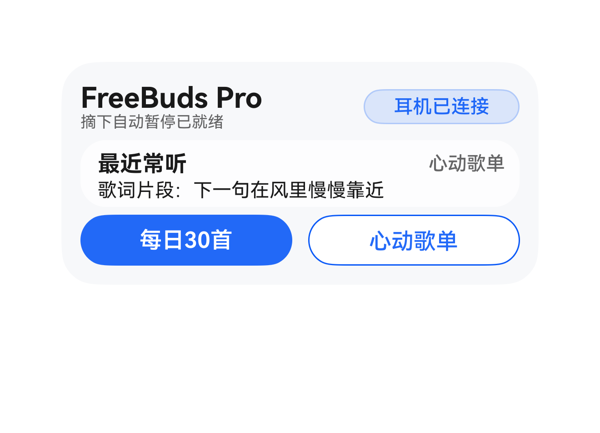 FreeBuds Pro
耳机已连接
摘下自动暂停已就绪
最近常听
心动歌单
歌词片段：下一句在风里慢慢靠近
每日30首
心动歌单